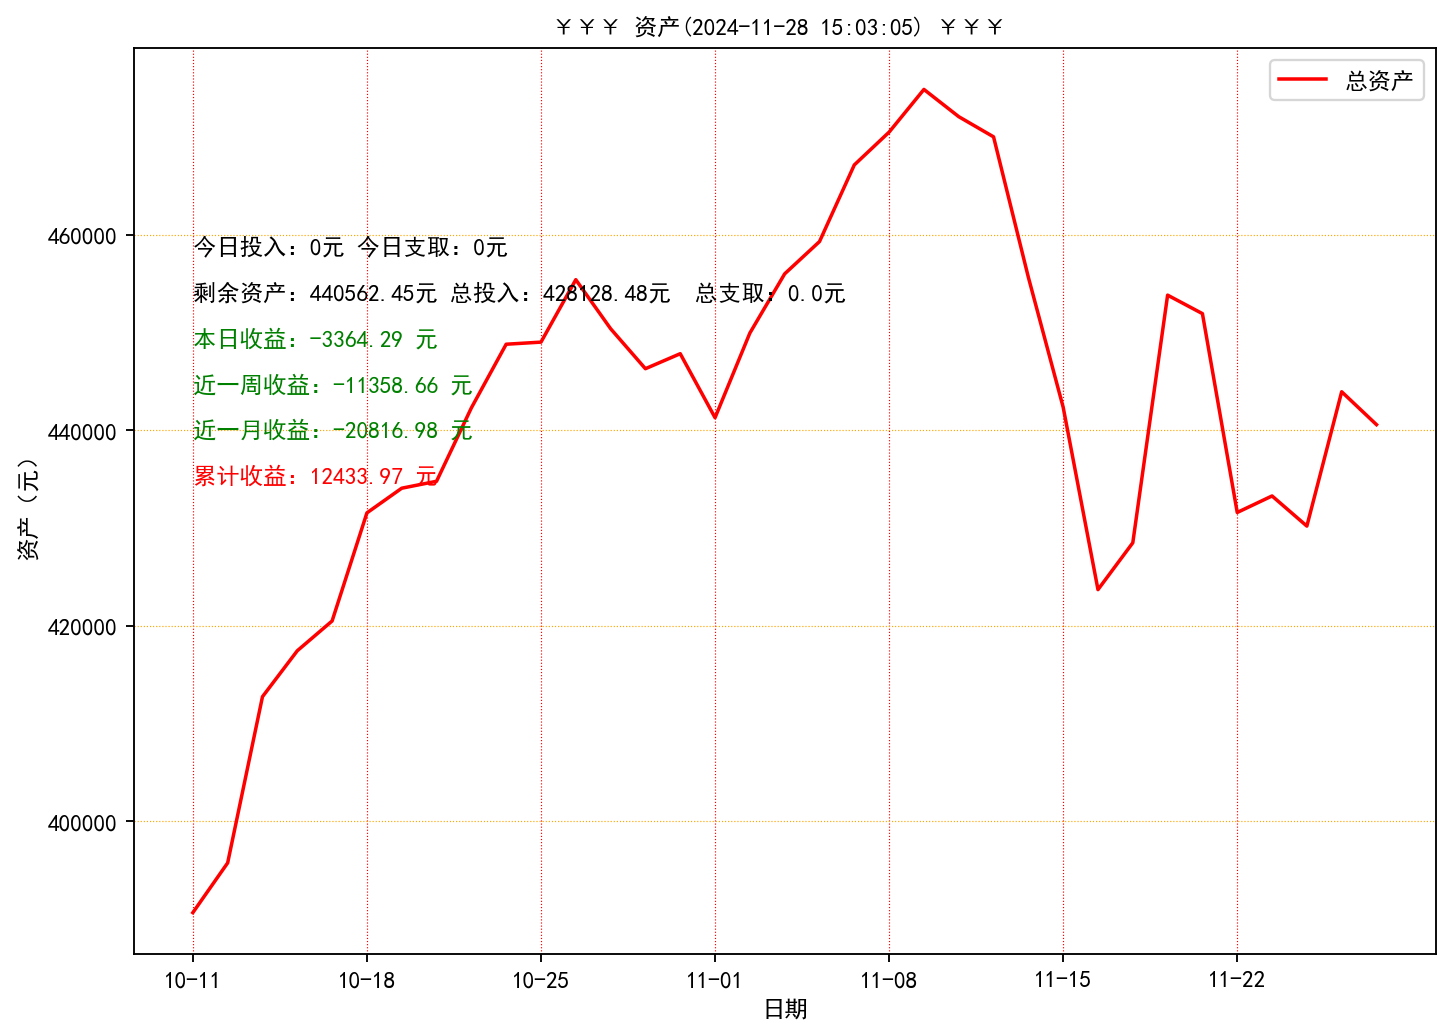 ￥￥￥ 资产(2024-11-28 15:03:05) ￥￥￥
总资产
460000
440000
420000
400000
资产（元）
今日投入：0元 今日支取：0元
剩余资产：440562.45元 总投入：428128.48元  总支取：0.0元
本日收益：-3364.29 元
近一周收益：-11358.66 元
近一月收益：-20816.98 元
累计收益：12433.97 元
10-11 10-18 10-25 11-01 11-08 11-15 11-22
日期